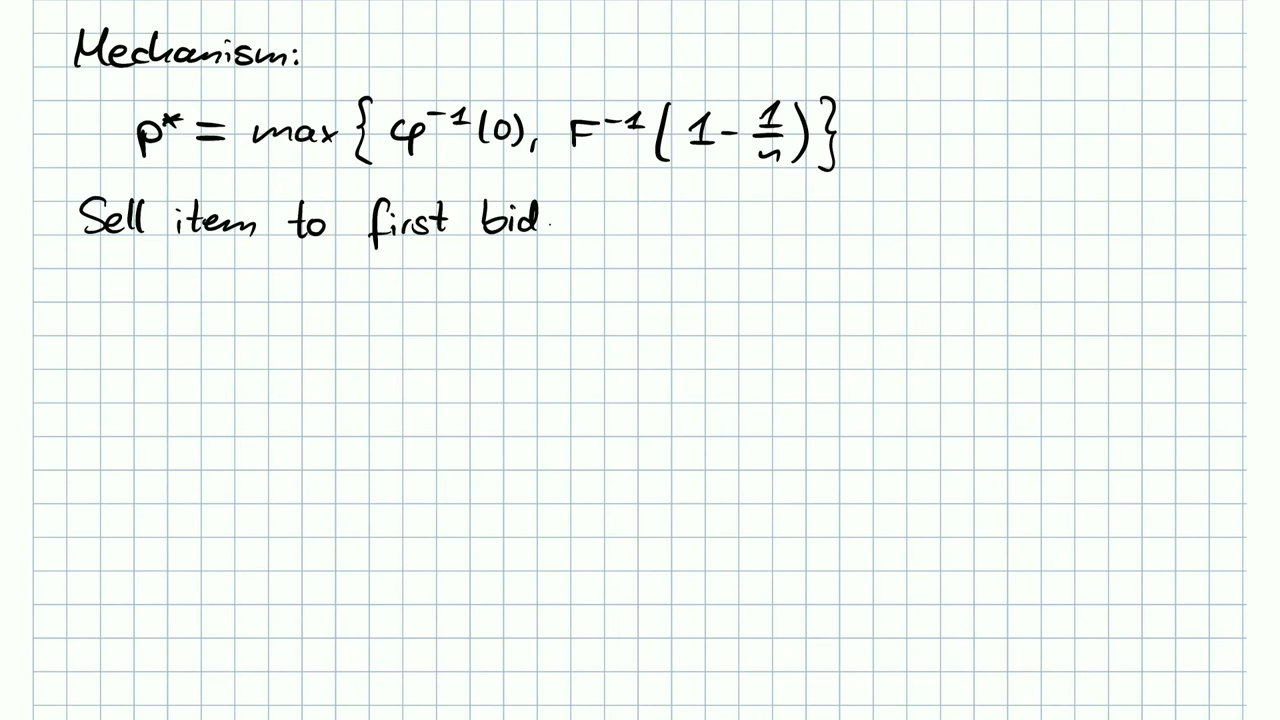 Mechanism:
p* = max { φ⁻¹(0), F⁻¹(1 - 1/n) }
Sell item to first bid